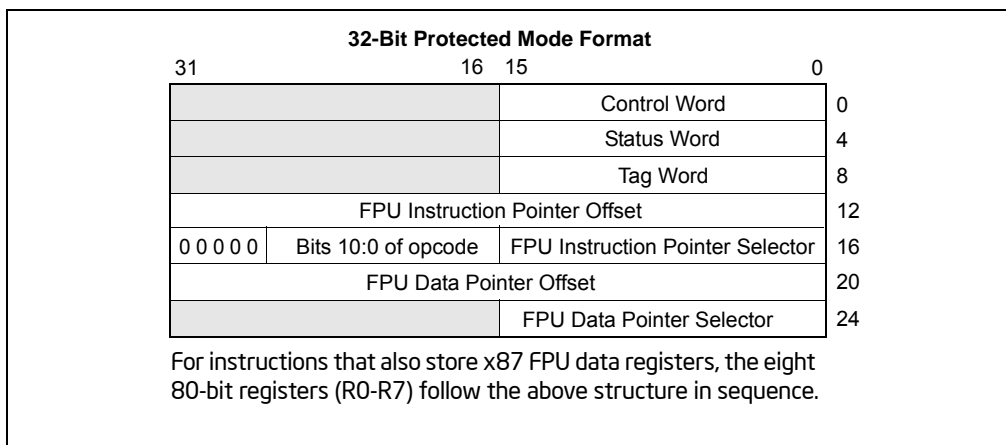 32-Bit Protected Mode Format
31 16 15 0
Control Word 0
Status Word 4
Tag Word 8
FPU Instruction Pointer Offset 12
0 0 0 0 0 Bits 10:0 of opcode FPU Instruction Pointer Selector 16
FPU Data Pointer Offset 20
FPU Data Pointer Selector 24
For instructions that also store x87 FPU data registers, the eight
80-bit registers (R0-R7) follow the above structure in sequence.